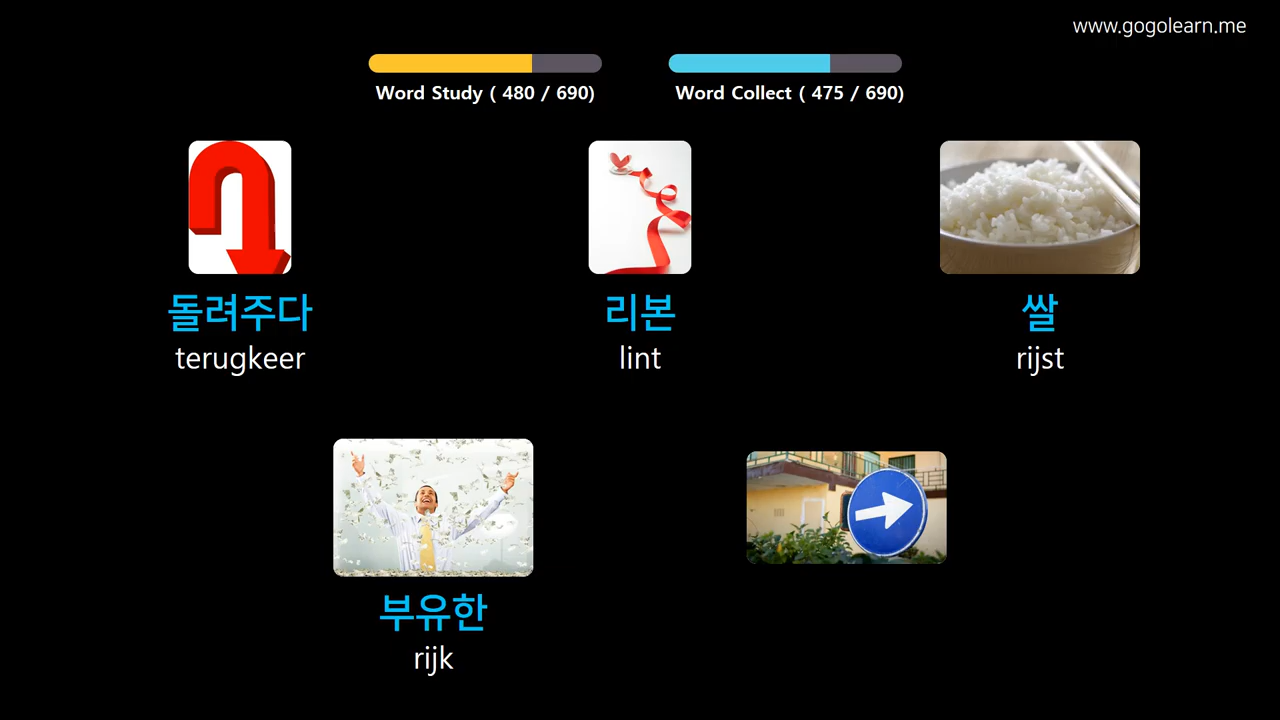 www.gogolearn.me
Word Study ( 480 / 690)
Word Collect ( 475 / 690)
돌려주다
terugkeer
리본
lint
쌀
rijst
부유한
rijk